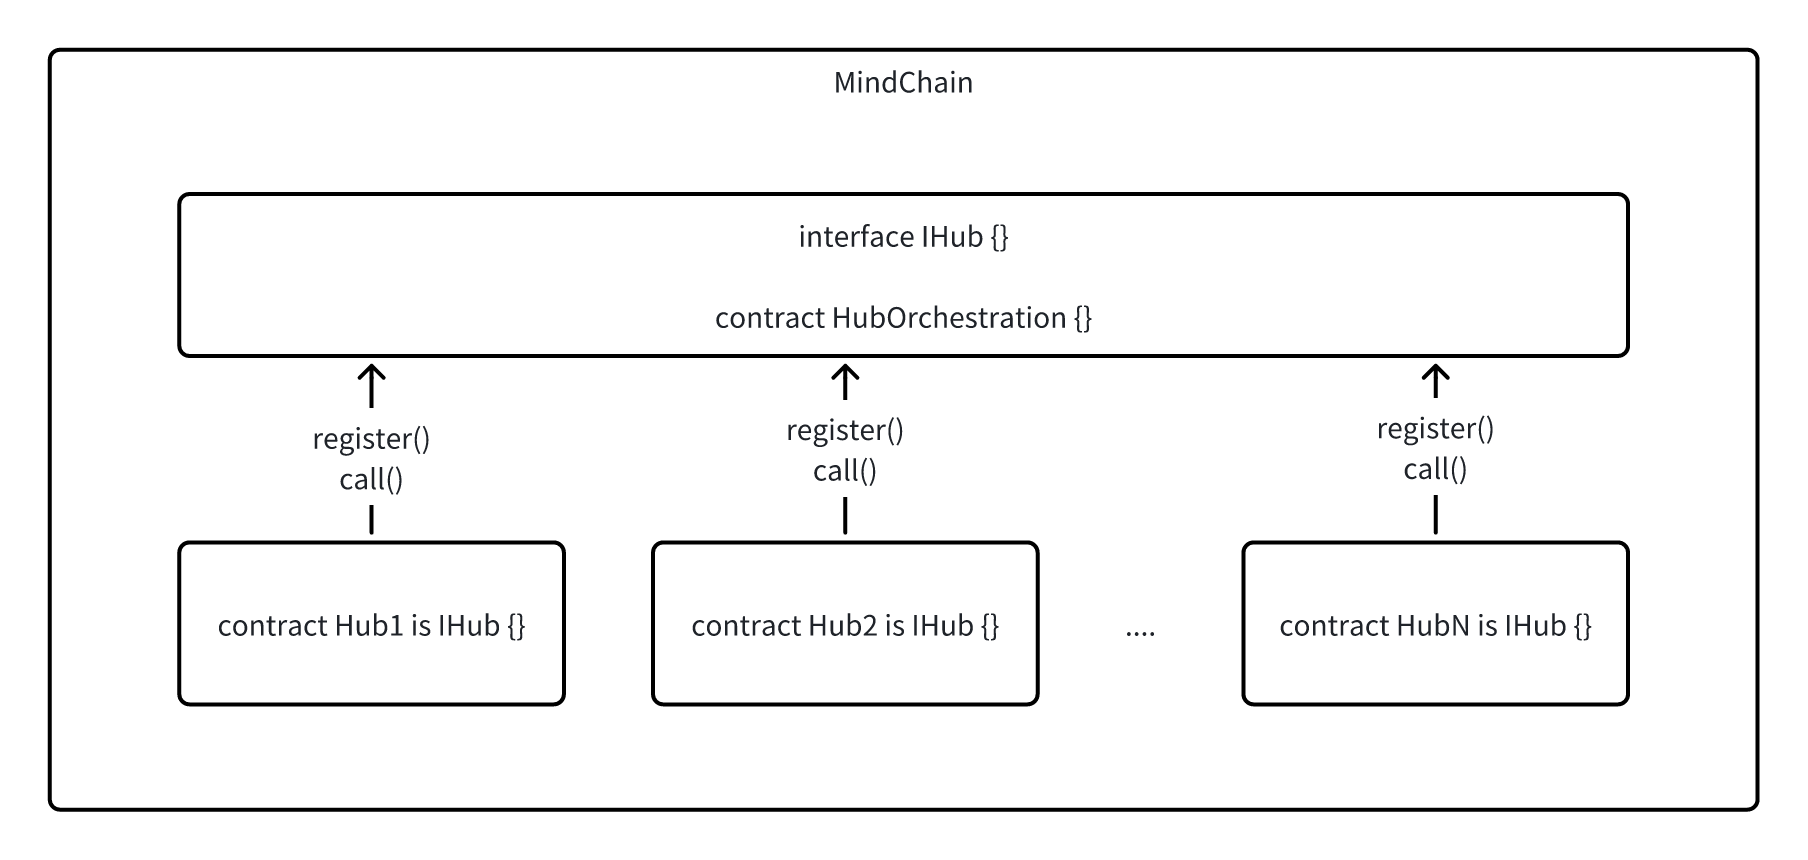 MindChain
interface IHub {}
contract HubOrchestration {}
register()
call()
register()
call()
register()
call()
contract Hub1 is IHub {}
contract Hub2 is IHub {}
....
contract HubN is IHub {}